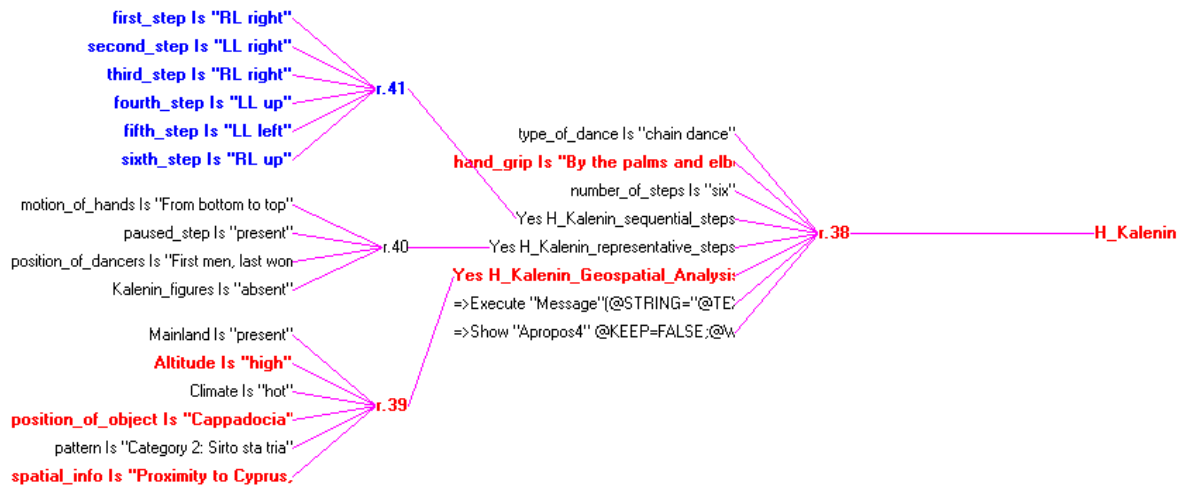 first_step Is "RL right"
second_step Is "LL right"
third_step Is "RL right"
fourth_step Is "LL up"
fifth_step Is "LL left"
sixth_step Is "RL up"
r.41
motion_of_hands Is "From bottom to top"
paused_step Is "present"
position_of_dancers Is "First men, last won
Kalenin_figures Is "absent"
r.40
Mainland Is "present"
Altitude Is "high"
Climate Is "hot"
position_of_object Is "Cappadocia"
pattern Is "Category 2: Sirto sta tria"
spatial_info Is "Proximity to Cyprus,
r.39
type_of_dance Is "chain dance"
hand_grip Is "By the palms and elb
number_of_steps Is "six"
Yes H_Kalenin_sequential_steps
Yes H_Kalenin_representative_steps
Yes H_Kalenin_Geospatial_Analysis
=>Execute "Message"(@STRING="@TE
=>Show "Apropos4" @KEEP=FALSE;@W
r.38
H_Kalenin